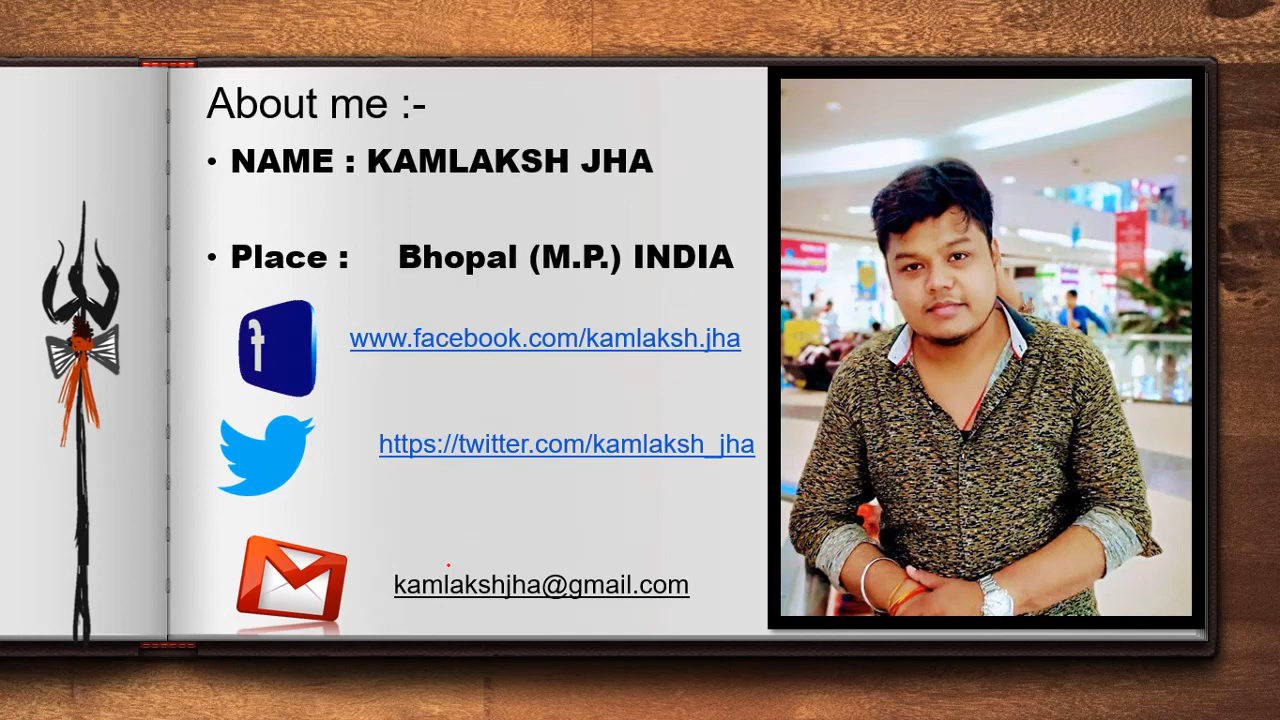 About me :-
• NAME : KAMLAKSH JHA
• Place : Bhopal (M.P.) INDIA
www.facebook.com/kamlaksh.jha
https://twitter.com/kamlaksh_jha
kamlakshjha@gmail.com